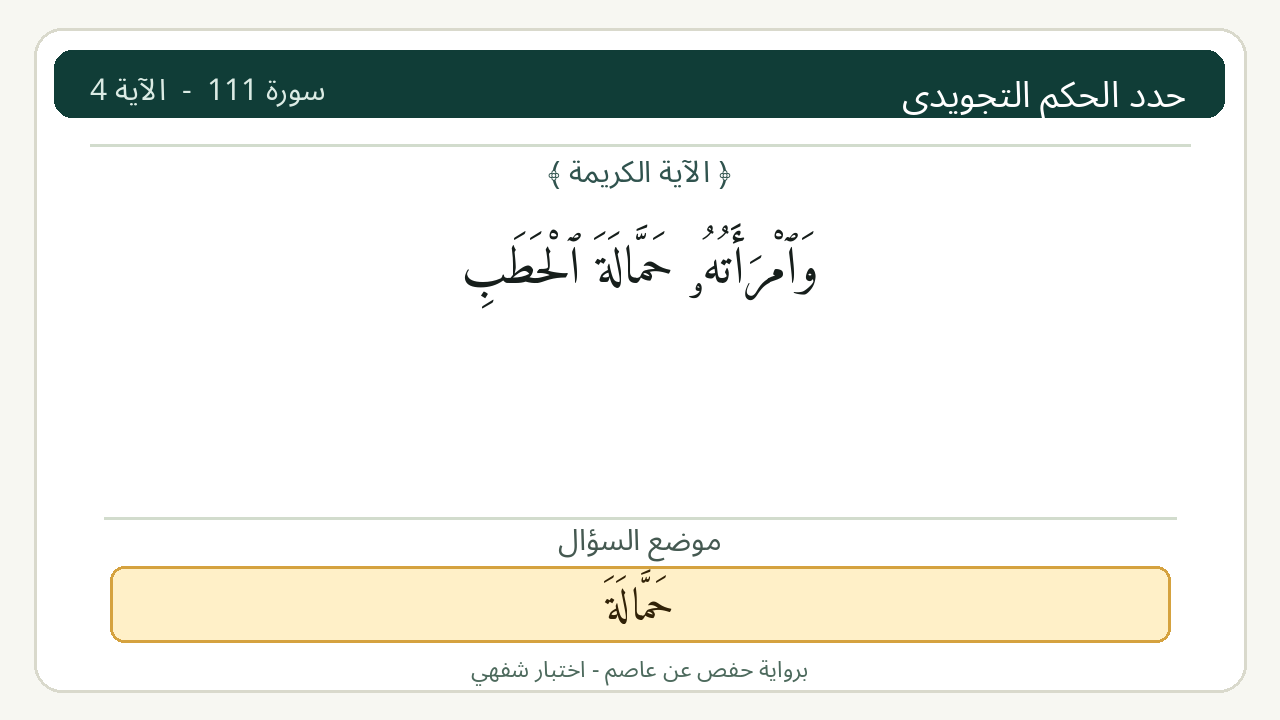 حدد الحكم التجويدي
سورة 111 - الآية 4
﴿ الآية الكريمة ﴾
وَٱمْرَأَتُهُۥ حَمَّالَةَ ٱلْحَطَبِ
موضع السؤال
حَمَّالَةَ
برواية حفص عن عاصم - اختبار شفهي